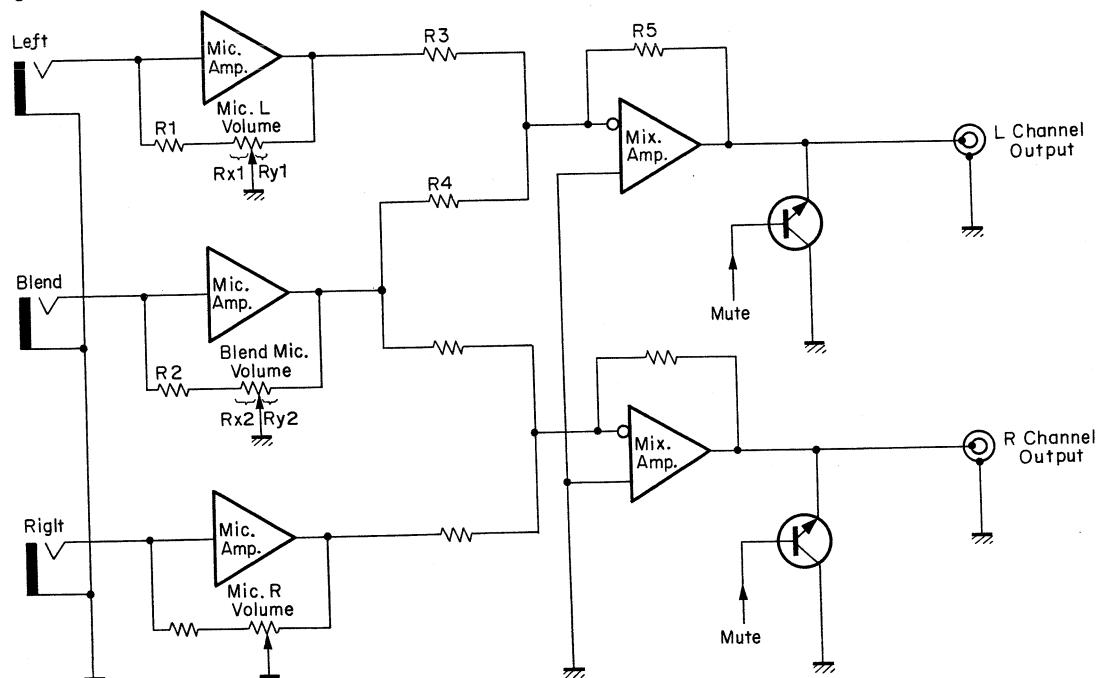 Left
Mic.
Amp.
R3
R5
Mic. L
Volume
R1
Rx1
Ry1
Mix.
Amp.
L Channel
Output
R4
Mute
Blend
Mic.
Amp.
Blend Mic.
Volume
R2
Rx2
Ry2
Mix.
Amp.
R Channel
Output
Riglt
Mic.
Amp.
Mic. R
Volume
Mute